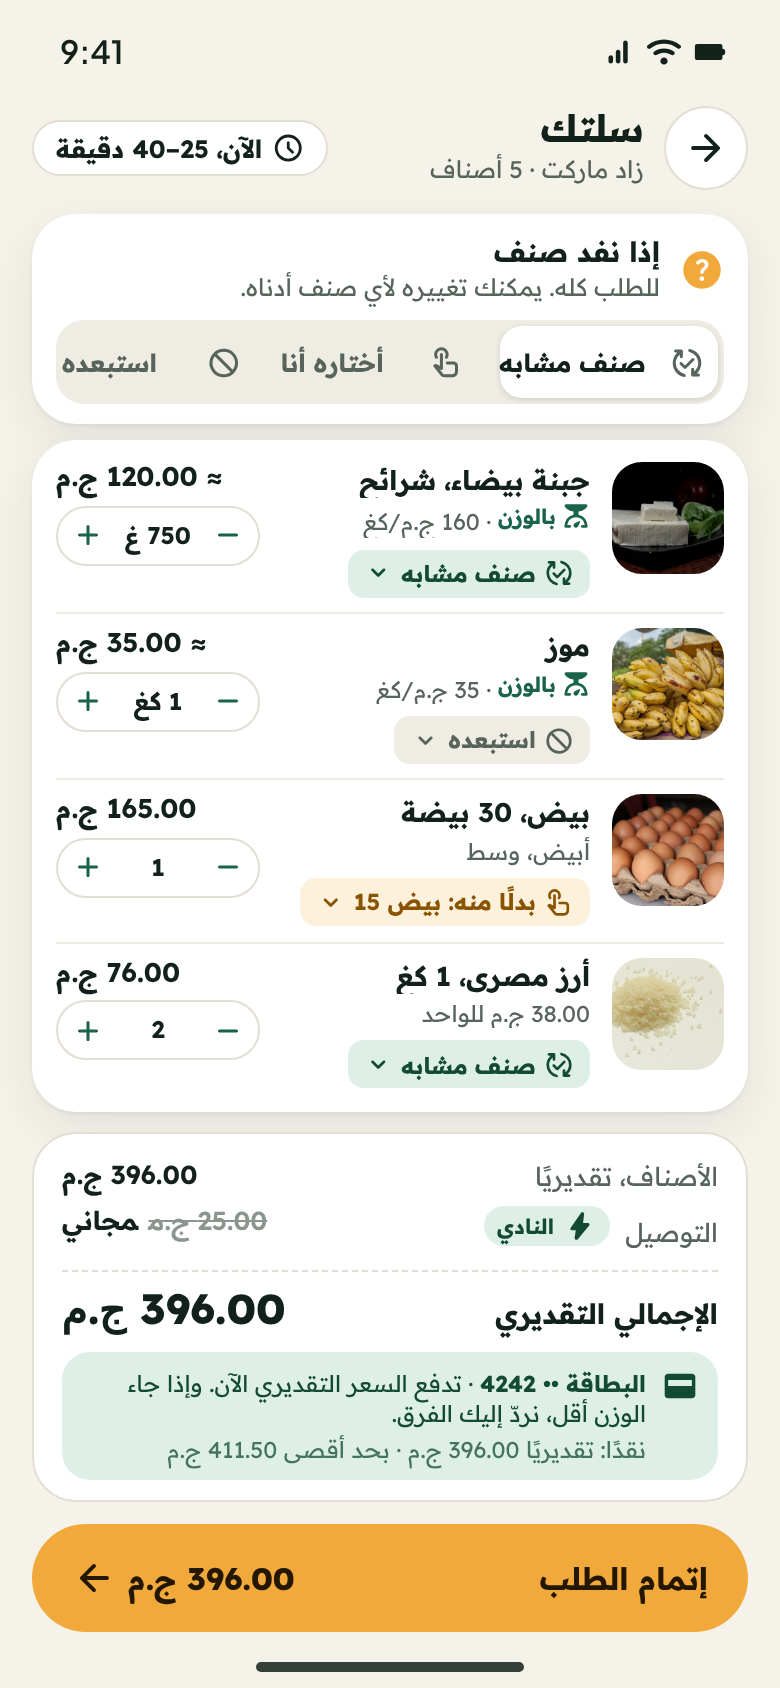 9:41
سلتك
زاد ماركت · 5 أصناف
الآن، 25–40 دقيقة
?
إذا نفد صنف
للطلب كله. يمكنك تغييره لأي صنف أدناه.
صنف مشابه
أختاره أنا
استبعده
جبنة بيضاء، شرائح
≈ 120.00 ج.م
بالوزن · 160 ج.م/كغ
− 750 غ +
صنف مشابه
موز
≈ 35.00 ج.م
بالوزن · 35 ج.م/كغ
− 1 كغ +
استبعده
بيض، 30 بيضة
165.00 ج.م
أبيض، وسط
− 1 +
بدلًا منه: بيض 15
أرز مصري، 1 كغ
76.00 ج.م
38.00 ج.م للواحد
− 2 +
صنف مشابه
الأصناف، تقديريًا 396.00 ج.م
التوصيل النادي 25.00 ج.م مجاني
الإجمالي التقديري 396.00 ج.م
البطاقة •• 4242 · تدفع السعر التقديري الآن. وإذا جاء
الوزن أقل، نردّ إليك الفرق.
نقدًا: تقديريًا 396.00 ج.م · بحد أقصى 411.50 ج.م
إتمام الطلب 396.00 ج.م